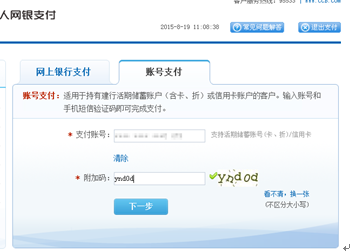 客户服务热线：95533 | www.ccb.com
人网银支付
2015-8-19 11:06:38 常见问题解答 退出支付
网上银行支付 账号支付
账号支付：适用于持有建行活期储蓄账户（含卡、折）或信用卡账户的客户。输入账号和
手机短信验证码即可完成支付。
* 支付账号： 支持活期储蓄账号(卡、折)/信用卡
清除
* 附加码： ynd0d ynd0d
看不清，换一张
(不区分大小写)
下一步